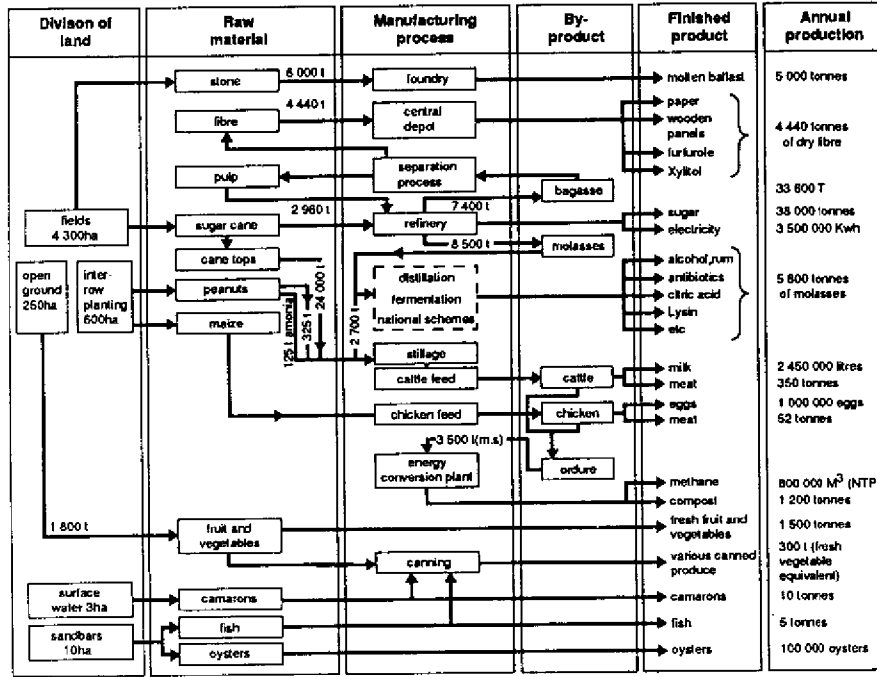 Divison of
land
Raw
material
Manufacturing
process
By-
product
Finished
product
Annual
production
stone
6 000 t
foundry
molten ballast
5 000 tonnes
fibre
4 440 t
central
depot
paper
wooden
panels
furfurole
Xylitol
4 440 tonnes
of dry fibre
pulp
separation
process
bagasse
33 600 T
fields
4 300ha
sugar cane
2 960 t
refinery
7 400 t
8 500 t
sugar
electricity
38 000 tonnes
3 500 000 Kwh
molasses
cane tops
open
ground
250ha
inter-
row
planting
600ha
peanuts
maize
125 t amonia
325 t
24 000 t
2 700 t
distillation
fermentation
national schemes
alcohol,rum
antibiotics
citric acid
Lysin
etc
5 800 tonnes
of molasses
stillage
cattle feed
cattle
milk
meat
2 450 000 litres
350 tonnes
chicken feed
chicken
eggs
meat
1 000 000 eggs
52 tonnes
3 500 t(m.s)
energy
conversion plant
ordure
methane
compost
800 000 M³ (NTP
1 200 tonnes
1 800 t
fruit and
vegetables
fresh fruit and
vegetables
1 500 tonnes
canning
various canned
produce
300 t (fresh
vegetable
equivalent)
surface
water 3ha
camarons
camarons
10 tonnes
sandbars
10ha
fish
fish
5 tonnes
oysters
oysters
100 000 oysters